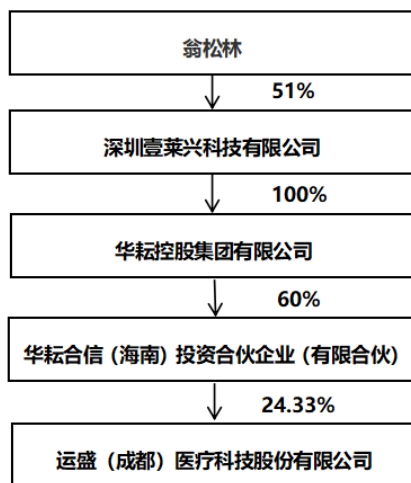 翁松林
51%
深圳壹莱兴科技有限公司
100%
华耘控股集团有限公司
60%
华耘合信（海南）投资合伙企业（有限合伙）
24.33%
运盛（成都）医疗科技股份有限公司